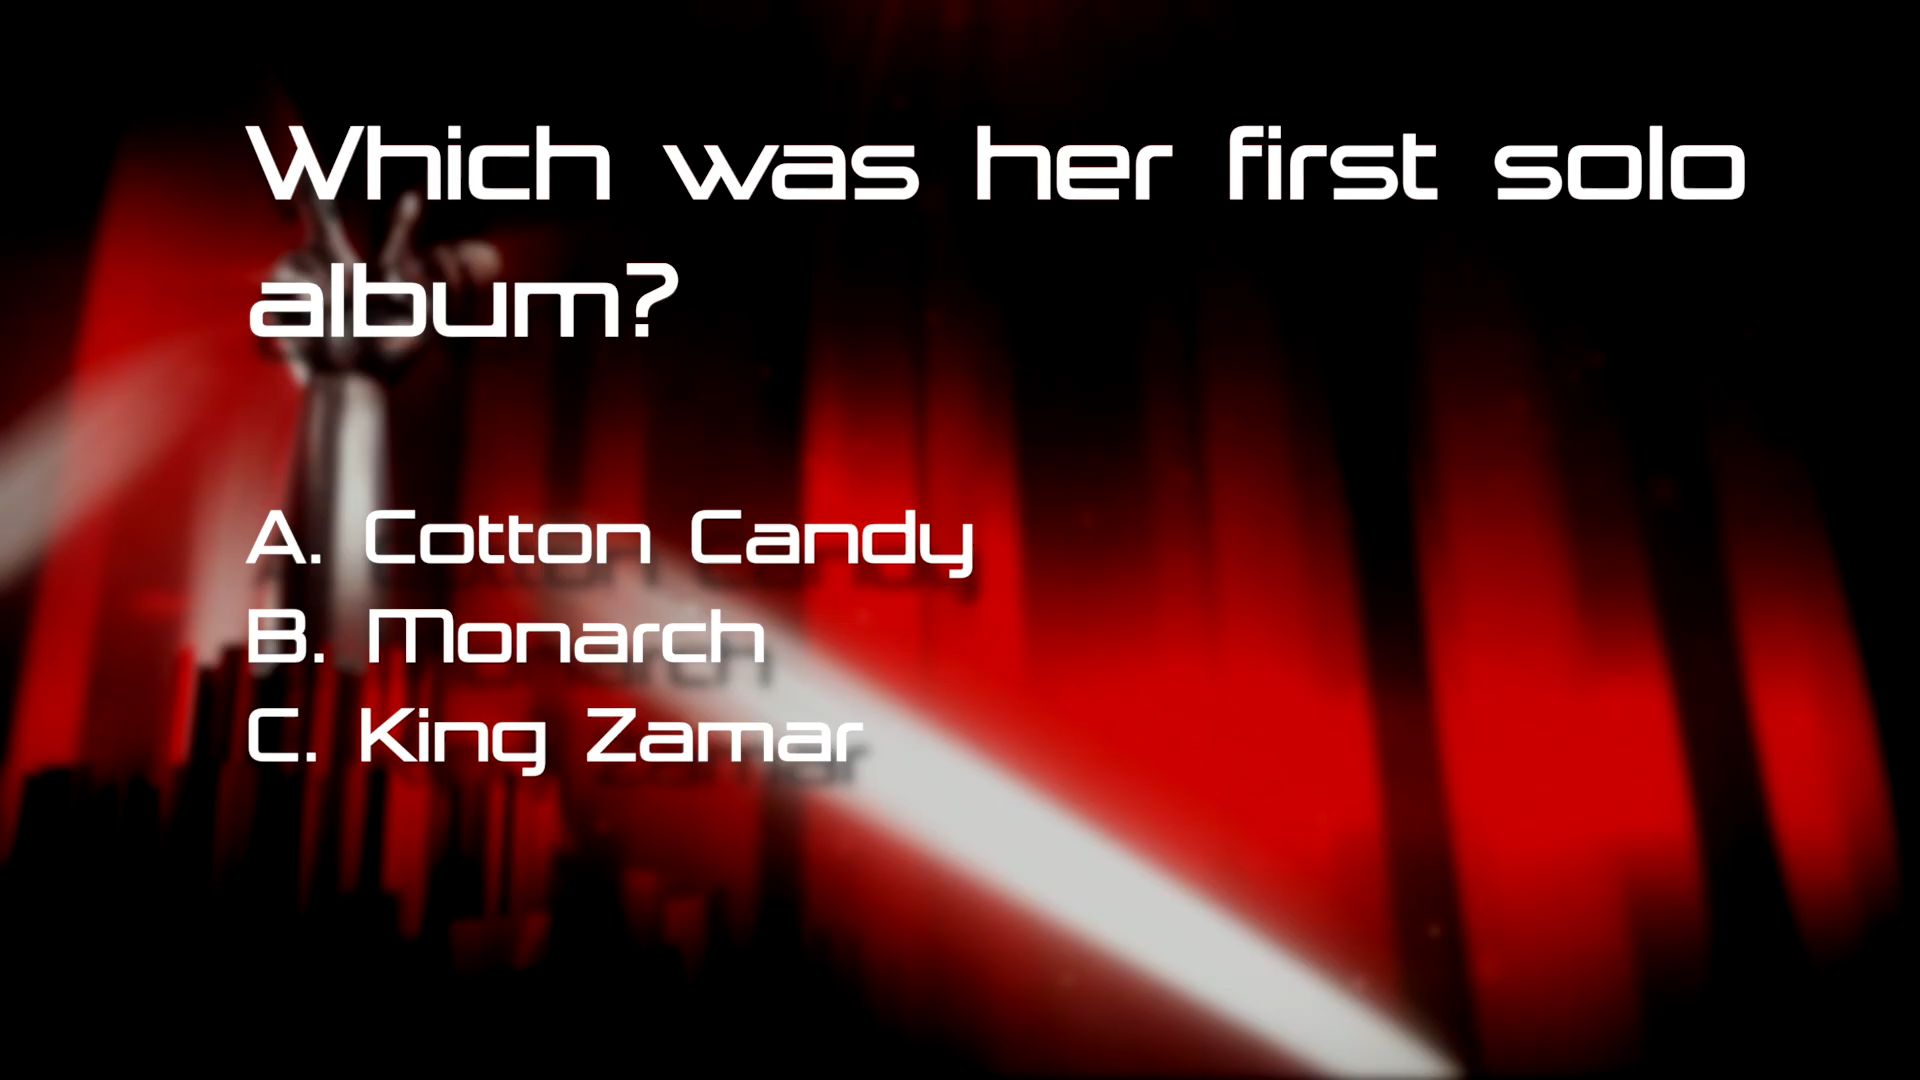 Which was her first solo
album?
A. Cotton Candy
B. Monarch
C. King Zamar